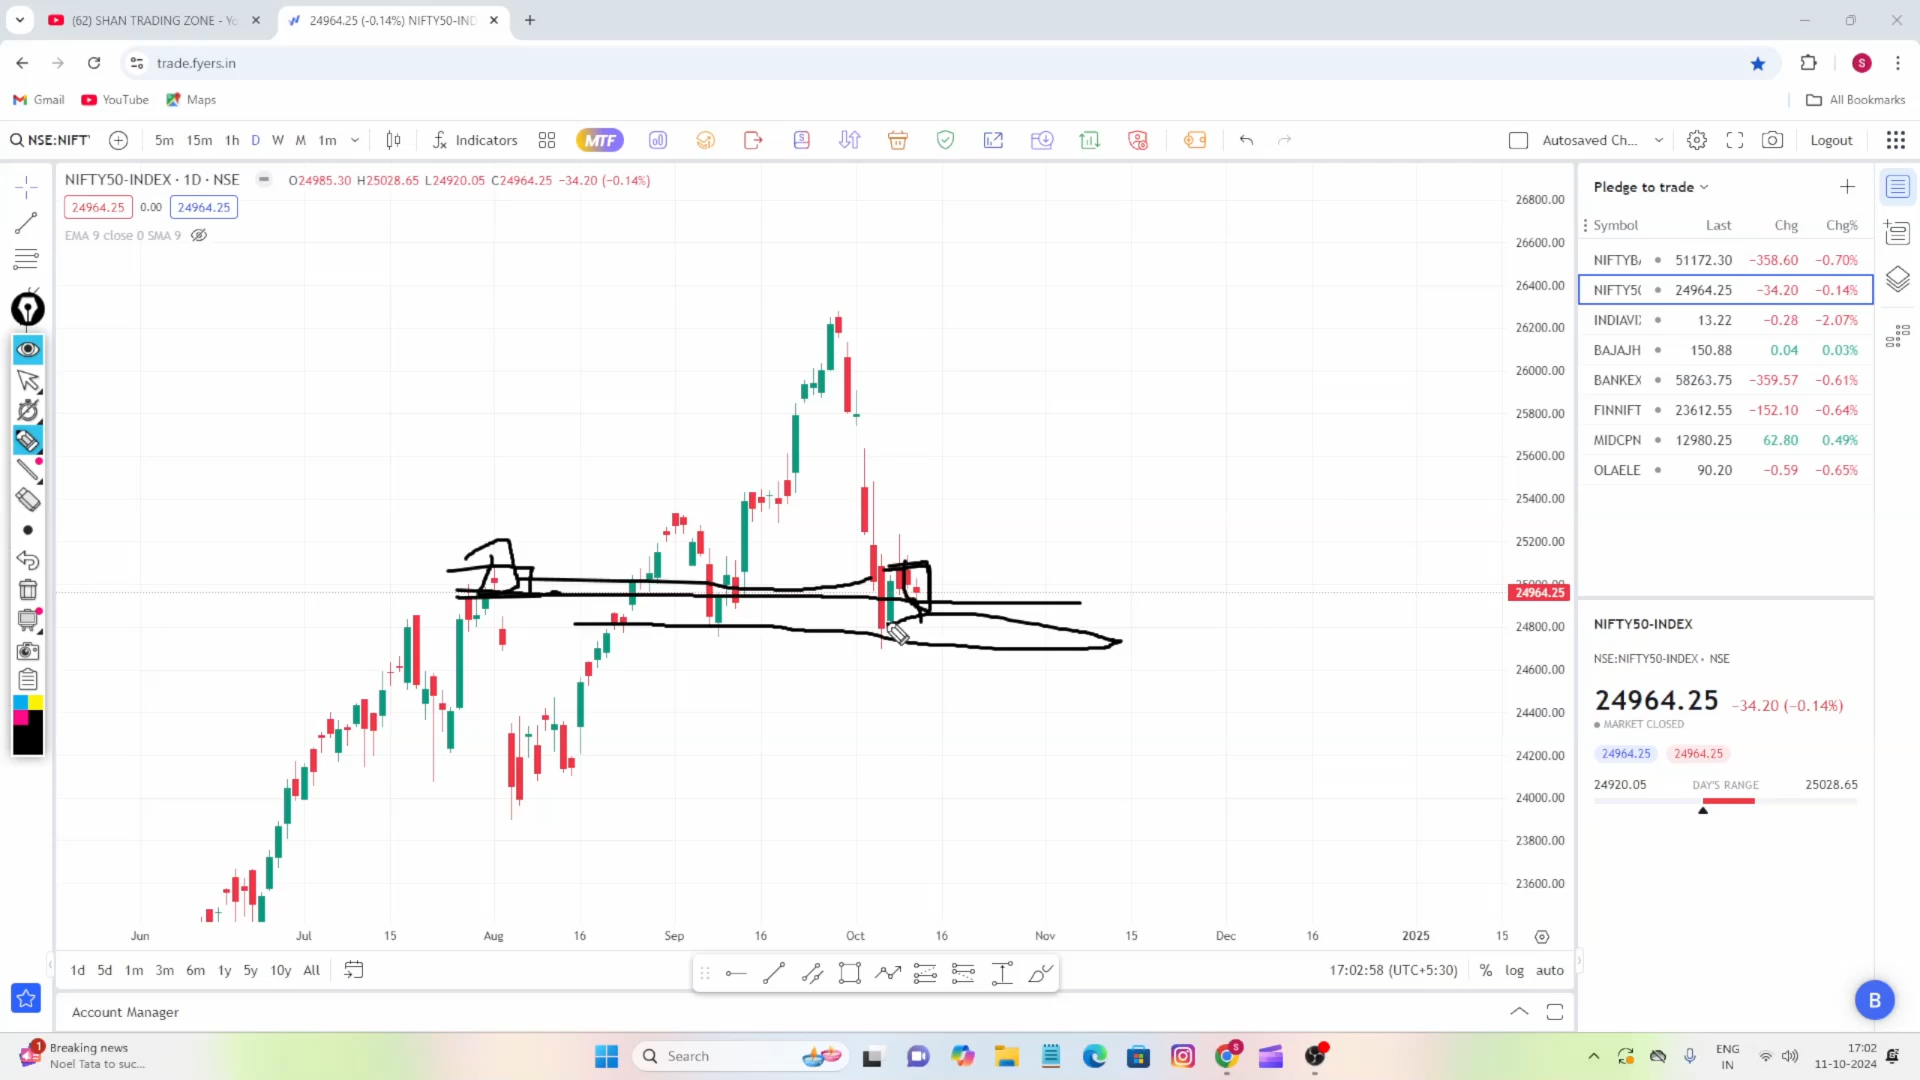 (62) SHAN TRADING ZONE - Yo
24964.25 (-0.14%) NIFTY50-IND
trade.fyers.in
S
Gmail YouTube Maps
All Bookmarks
NSE:NIFTY
5m 15m 1h D W M 1m
Indicators
MTF
Autosaved Ch...
Logout
NIFTY50-INDEX · 1D · NSE
O24985.30 H25028.65 L24920.05 C24964.25 −34.20 (−0.14%)
24964.25 0.00 24964.25
EMA 9 close 0 SMA 9
26800.00
26600.00
26400.00
26200.00
26000.00
25800.00
25600.00
25400.00
25200.00
25000.00
24964.25
24800.00
24600.00
24400.00
24200.00
24000.00
23800.00
23600.00
Jun Jul 15 Aug 16 Sep 16 Oct 16 Nov 15 Dec 16 2025 15
1d 5d 1m 3m 6m 1y 5y 10y All
17:02:58 (UTC+5:30) % log auto
Account Manager
Pledge to trade
Symbol Last Chg Chg%
NIFTYB 51172.30 −358.60 −0.70%
NIFTY50 24964.25 −34.20 −0.14%
INDIAVI 13.22 −0.28 −2.07%
BAJAJH 150.88 0.04 0.03%
BANKEX 58263.75 −359.57 −0.61%
FINNIFT 23612.55 −152.10 −0.64%
MIDCPN 12980.25 62.80 0.49%
OLAELE 90.20 −0.59 −0.65%
NIFTY50-INDEX
NSE:NIFTY50-INDEX • NSE
24964.25 −34.20 (−0.14%)
MARKET CLOSED
24964.25 24964.25
24920.05 DAY'S RANGE 25028.65
B
1
Breaking news
Noel Tata to suc...
Search
S
ENG
IN
17:02
11-10-2024